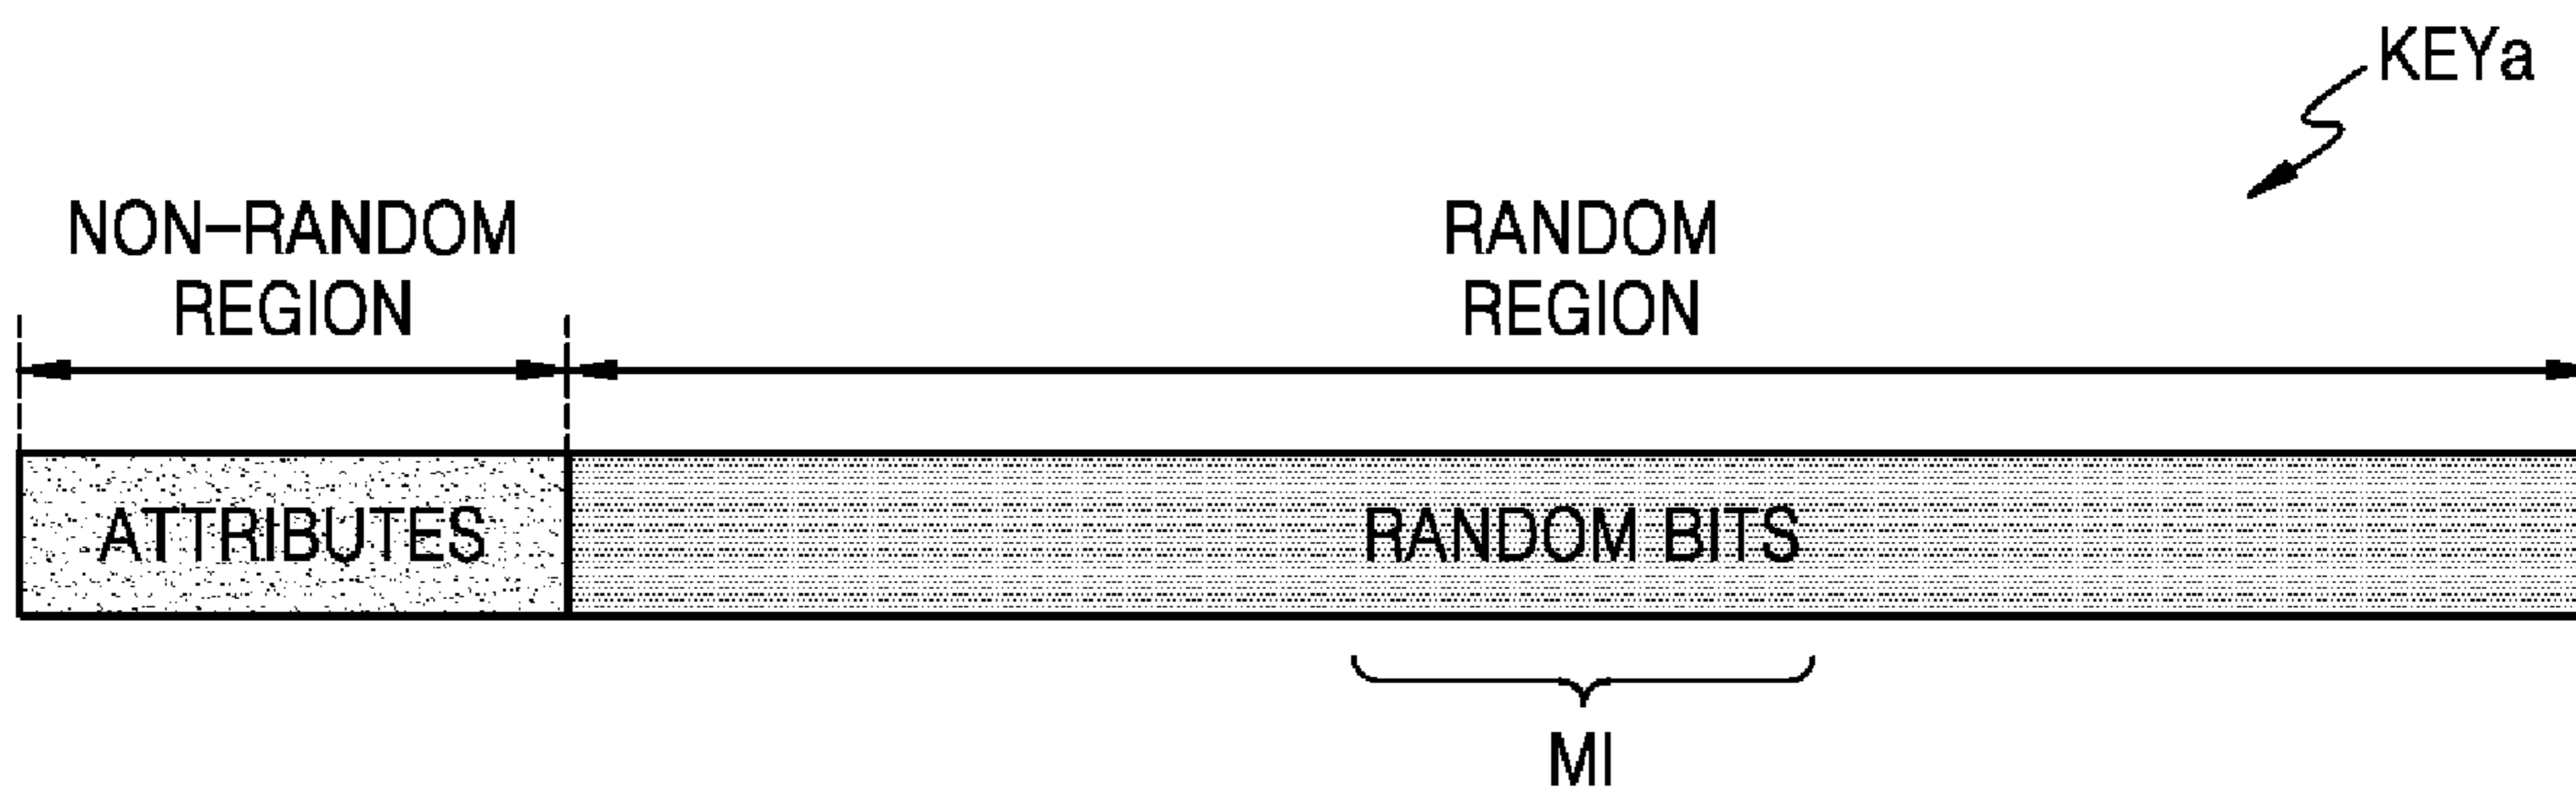 KEYa
NON-RANDOM
REGION
RANDOM
REGION
ATTRIBUTES
RANDOM BITS
MI